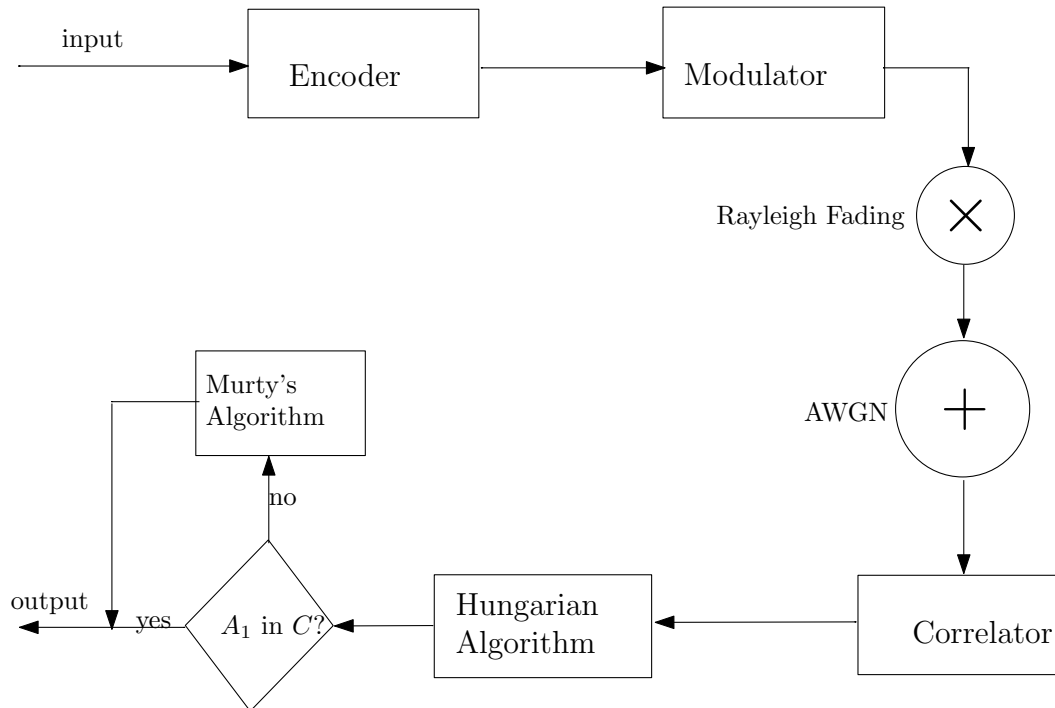 input
Encoder
Modulator
Rayleigh Fading
×
AWGN
+
Murty's
Algorithm
no
output
yes
A₁ in C?
Hungarian
Algorithm
Correlator